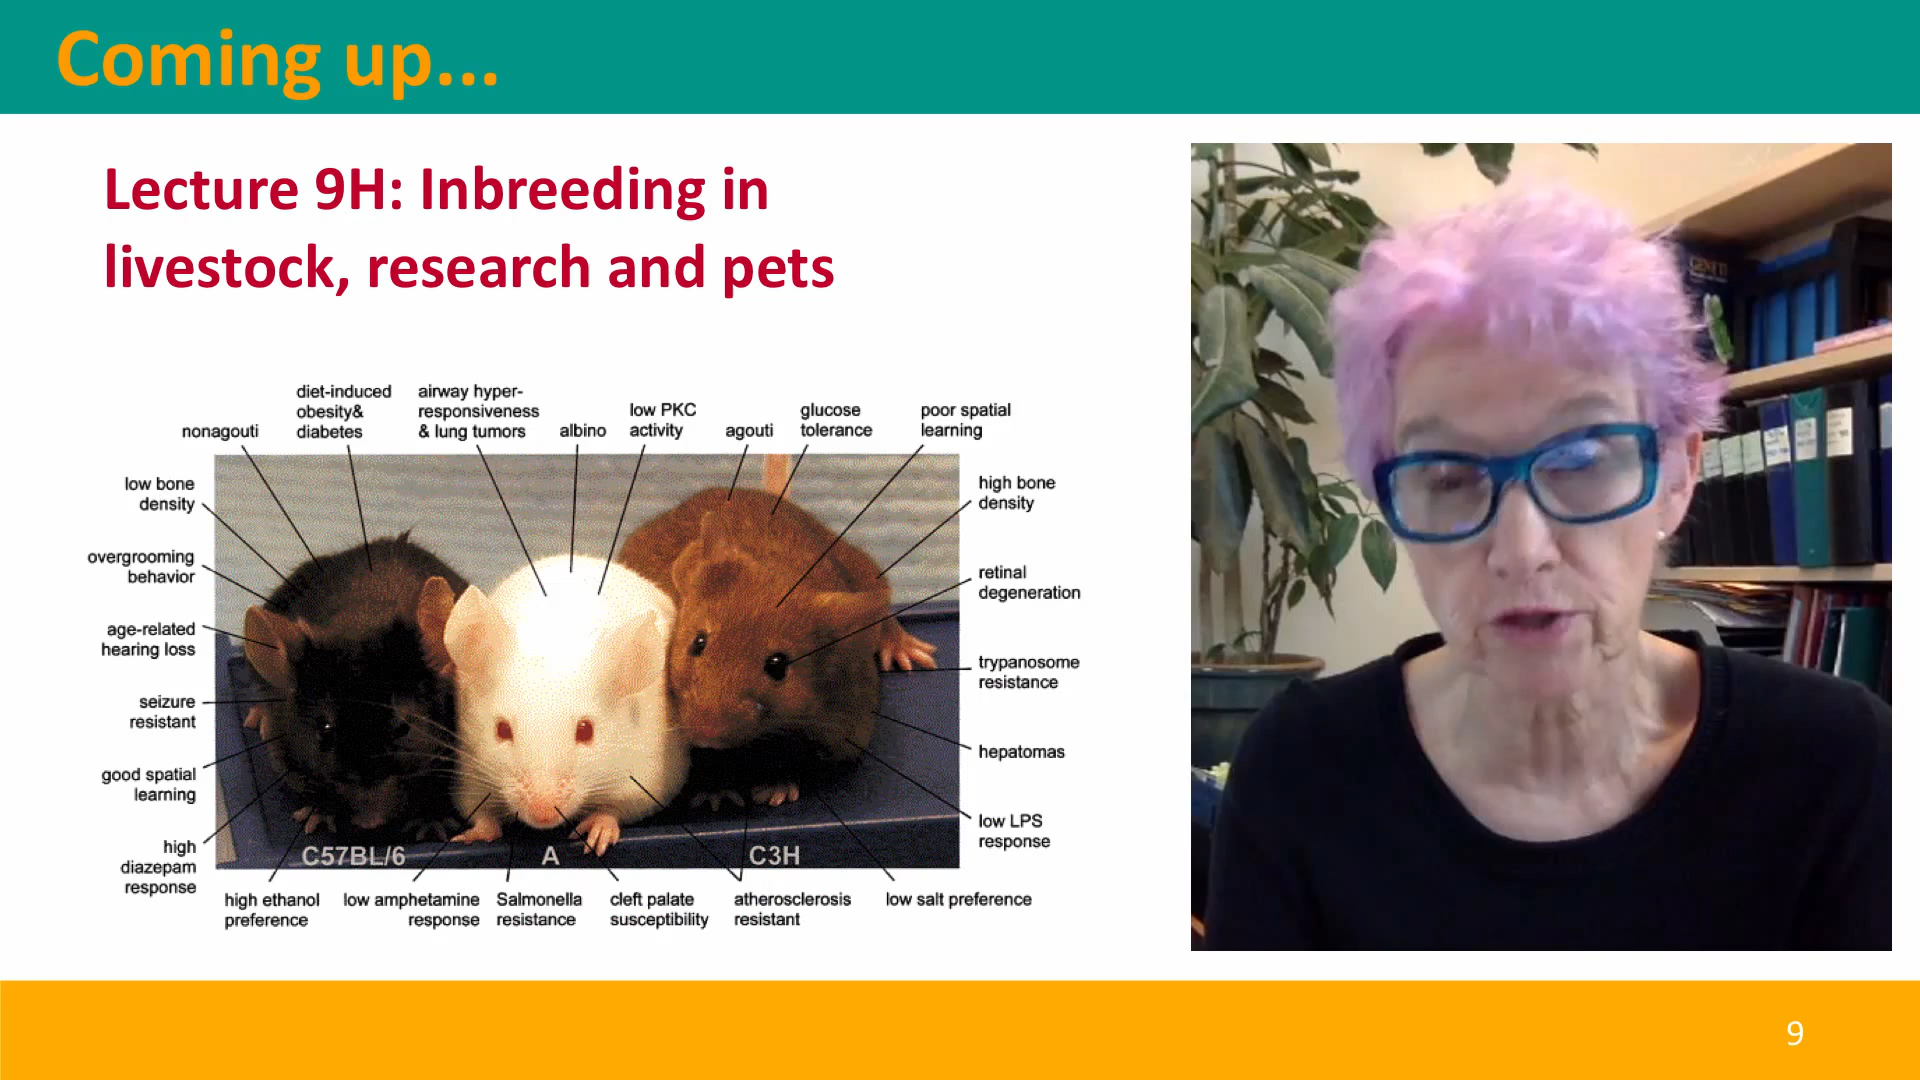 Coming up...
Lecture 9H: Inbreeding in
livestock, research and pets
nonagouti
diet-induced
obesity&
diabetes
airway hyper-
responsiveness
& lung tumors
albino
low PKC
activity
agouti
glucose
tolerance
poor spatial
learning
low bone
density
overgrooming
behavior
age-related
hearing loss
seizure
resistant
good spatial
learning
high
diazepam
response
high bone
density
retinal
degeneration
trypanosome
resistance
hepatomas
low LPS
response
C57BL/6
A
C3H
high ethanol
preference
low amphetamine
response
Salmonella
resistance
cleft palate
susceptibility
atherosclerosis
resistant
low salt preference
9